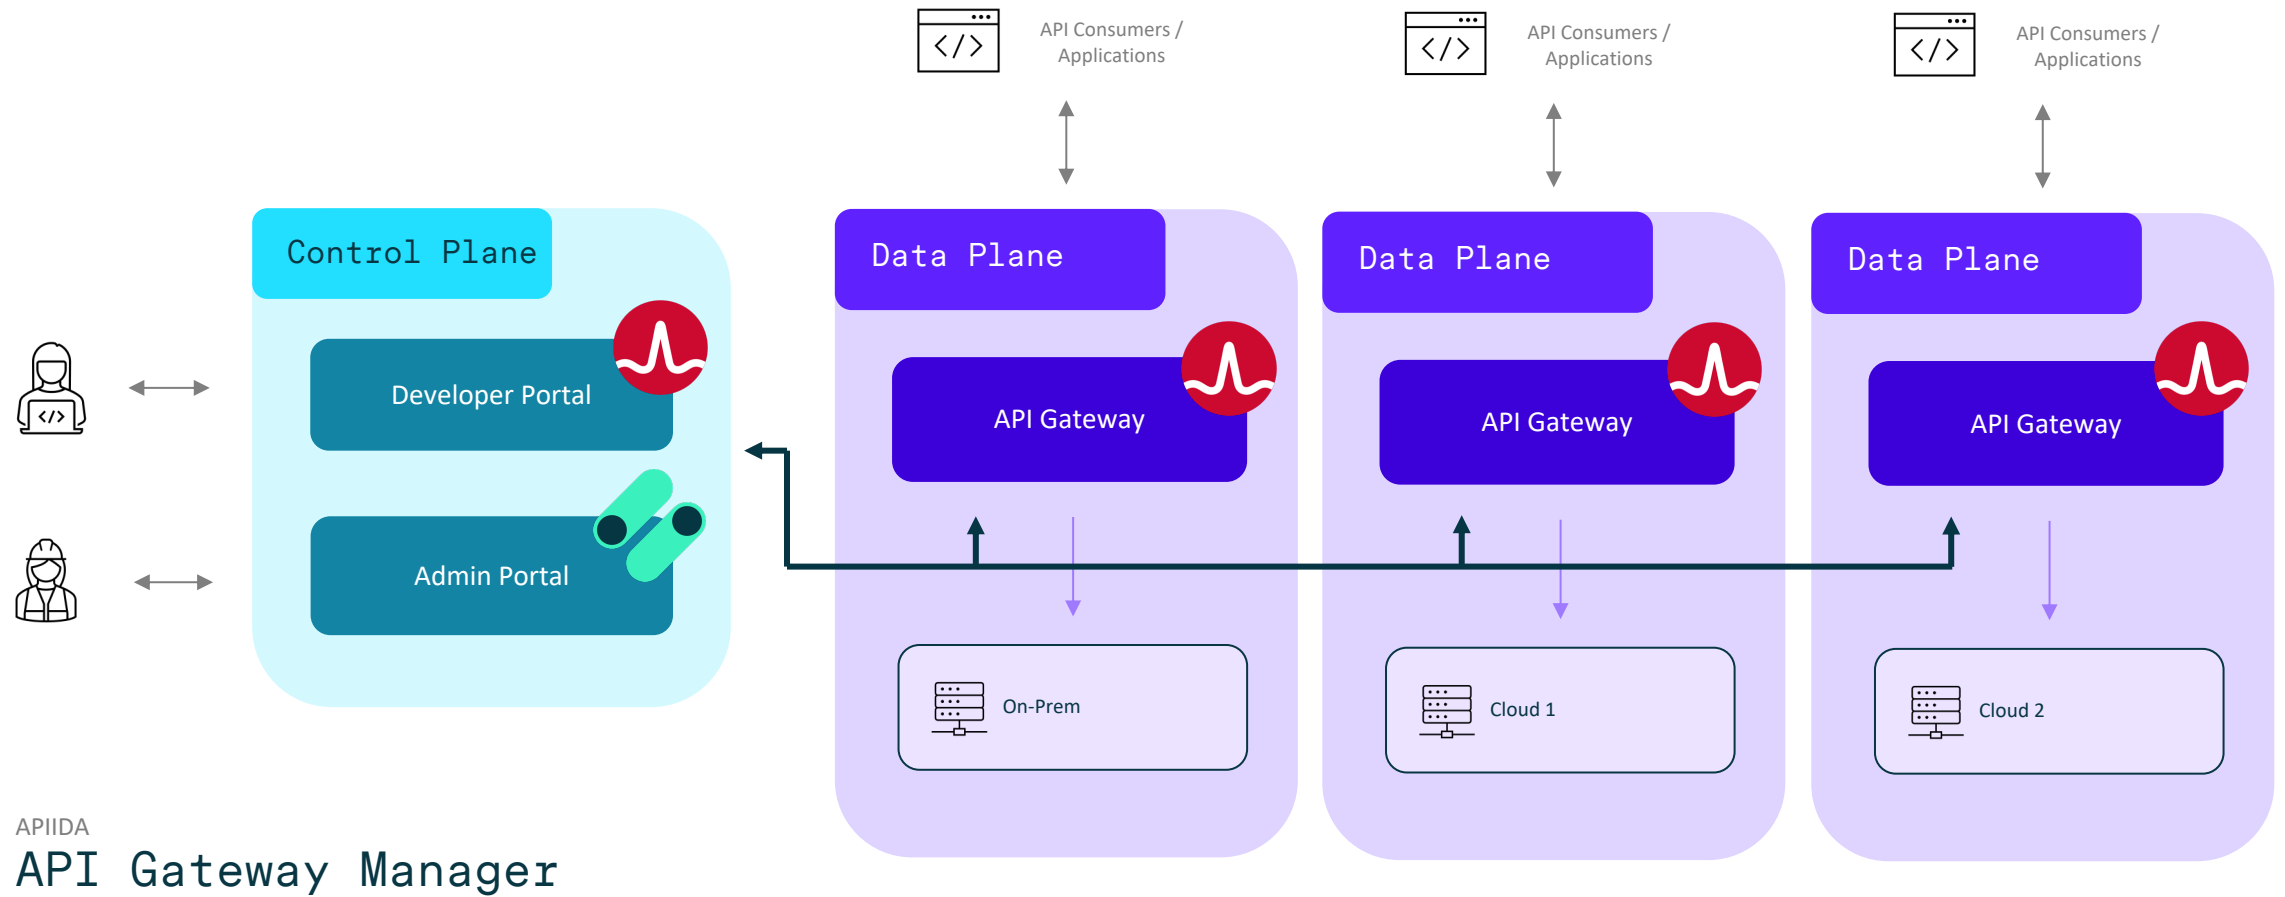 API Consumers /
Applications
API Consumers /
Applications
API Consumers /
Applications
Control Plane
Developer Portal
Admin Portal
Data Plane
API Gateway
On-Prem
Data Plane
API Gateway
Cloud 1
Data Plane
API Gateway
Cloud 2
APIIDA
API Gateway Manager